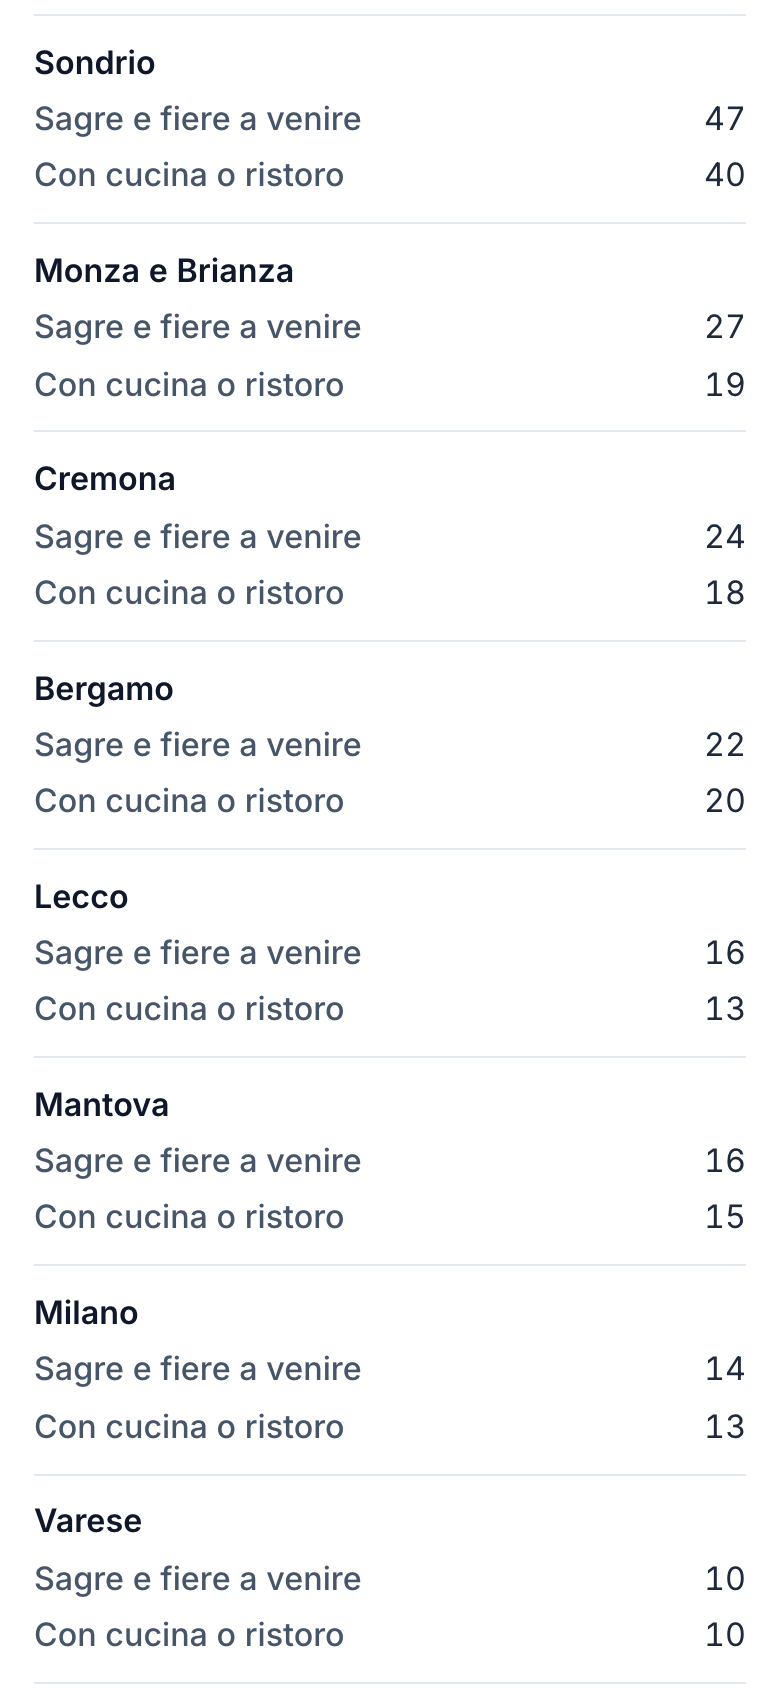 Sondrio
Sagre e fiere a venire 47
Con cucina o ristoro 40
Monza e Brianza
Sagre e fiere a venire 27
Con cucina o ristoro 19
Cremona
Sagre e fiere a venire 24
Con cucina o ristoro 18
Bergamo
Sagre e fiere a venire 22
Con cucina o ristoro 20
Lecco
Sagre e fiere a venire 16
Con cucina o ristoro 13
Mantova
Sagre e fiere a venire 16
Con cucina o ristoro 15
Milano
Sagre e fiere a venire 14
Con cucina o ristoro 13
Varese
Sagre e fiere a venire 10
Con cucina o ristoro 10